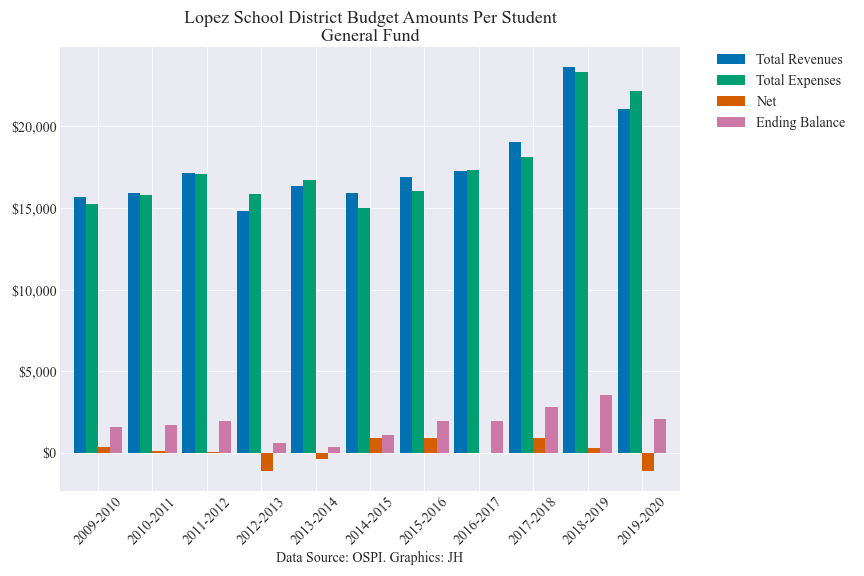 Lopez School District Budget Amounts Per Student
General Fund
Total Revenues
Total Expenses
Net
Ending Balance
$20,000
$15,000
$10,000
$5,000
$0
2009-2010
2010-2011
2011-2012
2012-2013
2013-2014
2014-2015
2015-2016
2016-2017
2017-2018
2018-2019
2019-2020
Data Source: OSPI. Graphics: JH